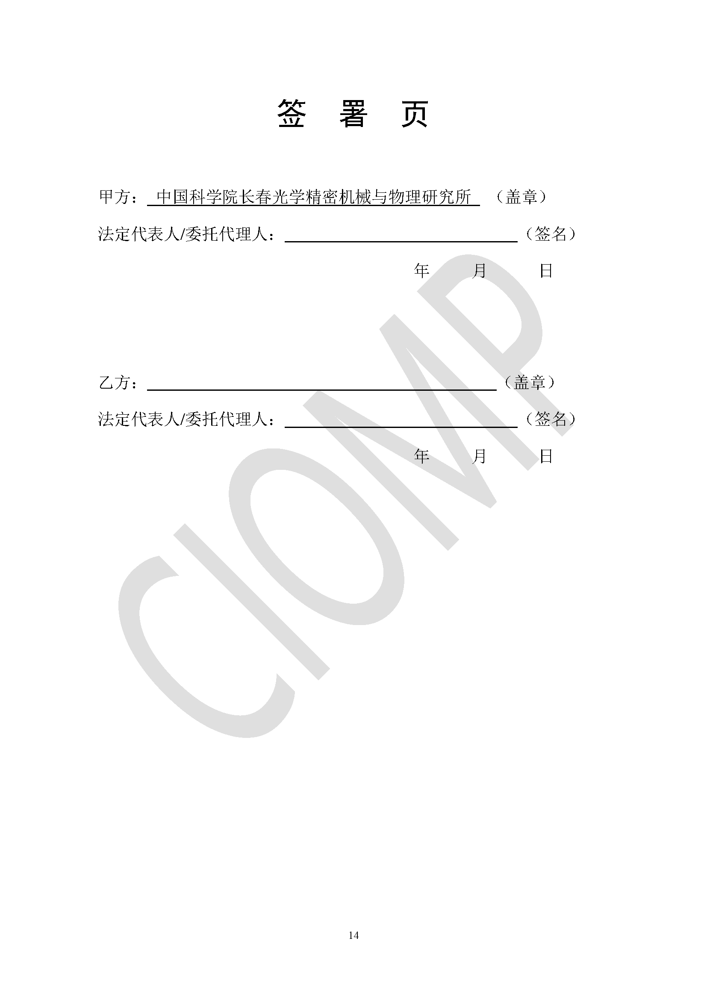 签 署 页
甲方： 中国科学院长春光学精密机械与物理研究所 （盖章）
法定代表人/委托代理人： （签名）
年 月 日
乙方： （盖章）
法定代表人/委托代理人： （签名）
年 月 日
CIOMP
14